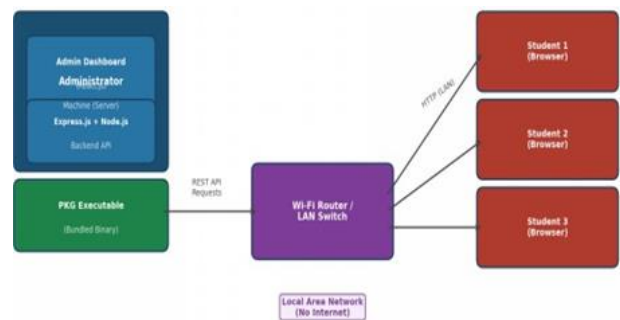 Admin Dashboard
Administrator
Machine (Server)
Express.js + Node.js
Backend API
PKG Executable
(Bundled Binary)
REST API
Requests
Wi-Fi Router /
LAN Switch
HTTP (LAN)
Student 1
(Browser)
Student 2
(Browser)
Student 3
(Browser)
Local Area Network
(No Internet)